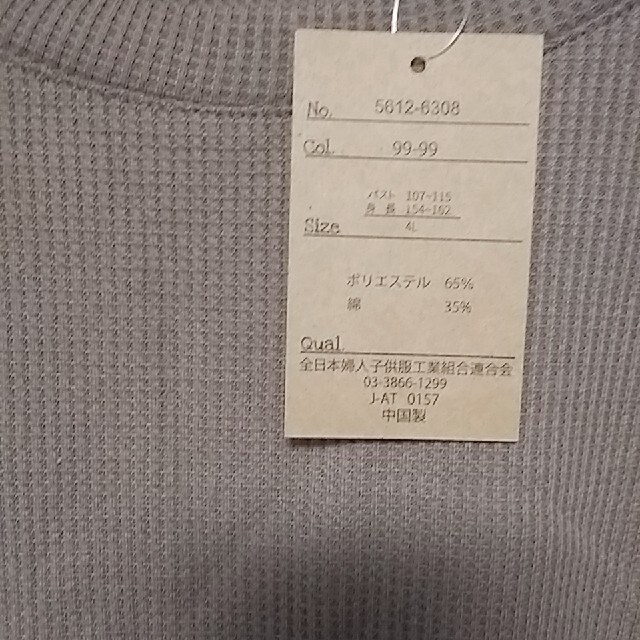 No. 5612-6308
Col. 99-99
バスト 107~115
身長 154~162
Size 4L
ポリエステル 65%
綿 35%
Qual.
全日本婦人子供服工業組合連合会
03-3866-1299
J-AT 0157
中国製